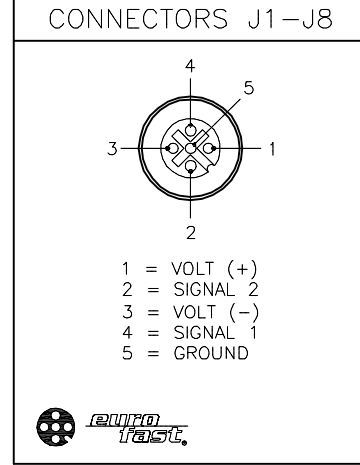 CONNECTORS J1-J8
4
5
3
1
2
1 = VOLT (+)
2 = SIGNAL 2
3 = VOLT (-)
4 = SIGNAL 1
5 = GROUND
euro
fast®